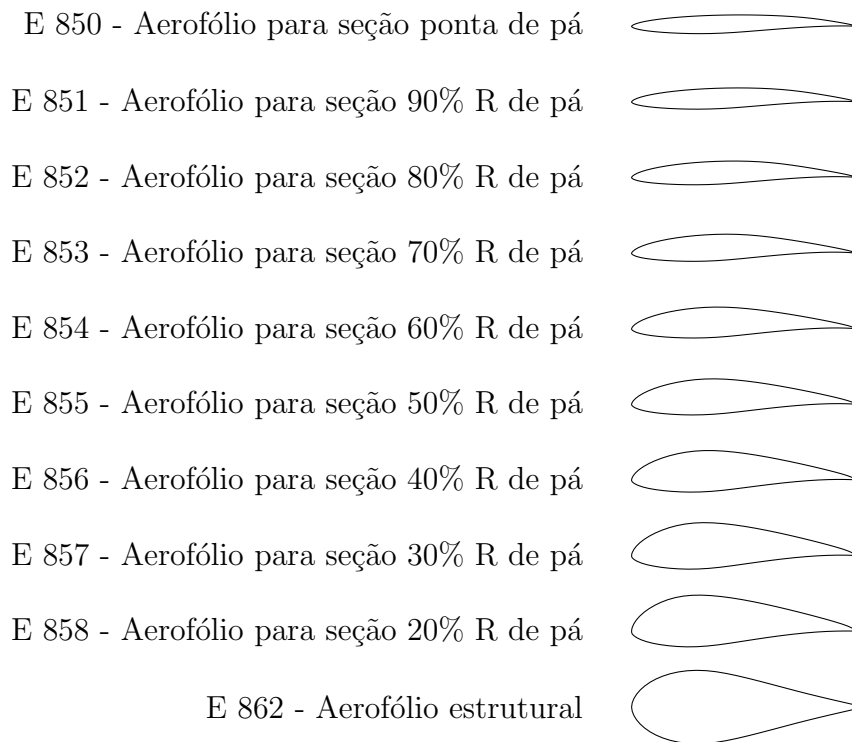 E 850 - Aerofólio para seção ponta de pá
E 851 - Aerofólio para seção 90% R de pá
E 852 - Aerofólio para seção 80% R de pá
E 853 - Aerofólio para seção 70% R de pá
E 854 - Aerofólio para seção 60% R de pá
E 855 - Aerofólio para seção 50% R de pá
E 856 - Aerofólio para seção 40% R de pá
E 857 - Aerofólio para seção 30% R de pá
E 858 - Aerofólio para seção 20% R de pá
E 862 - Aerofólio estrutural